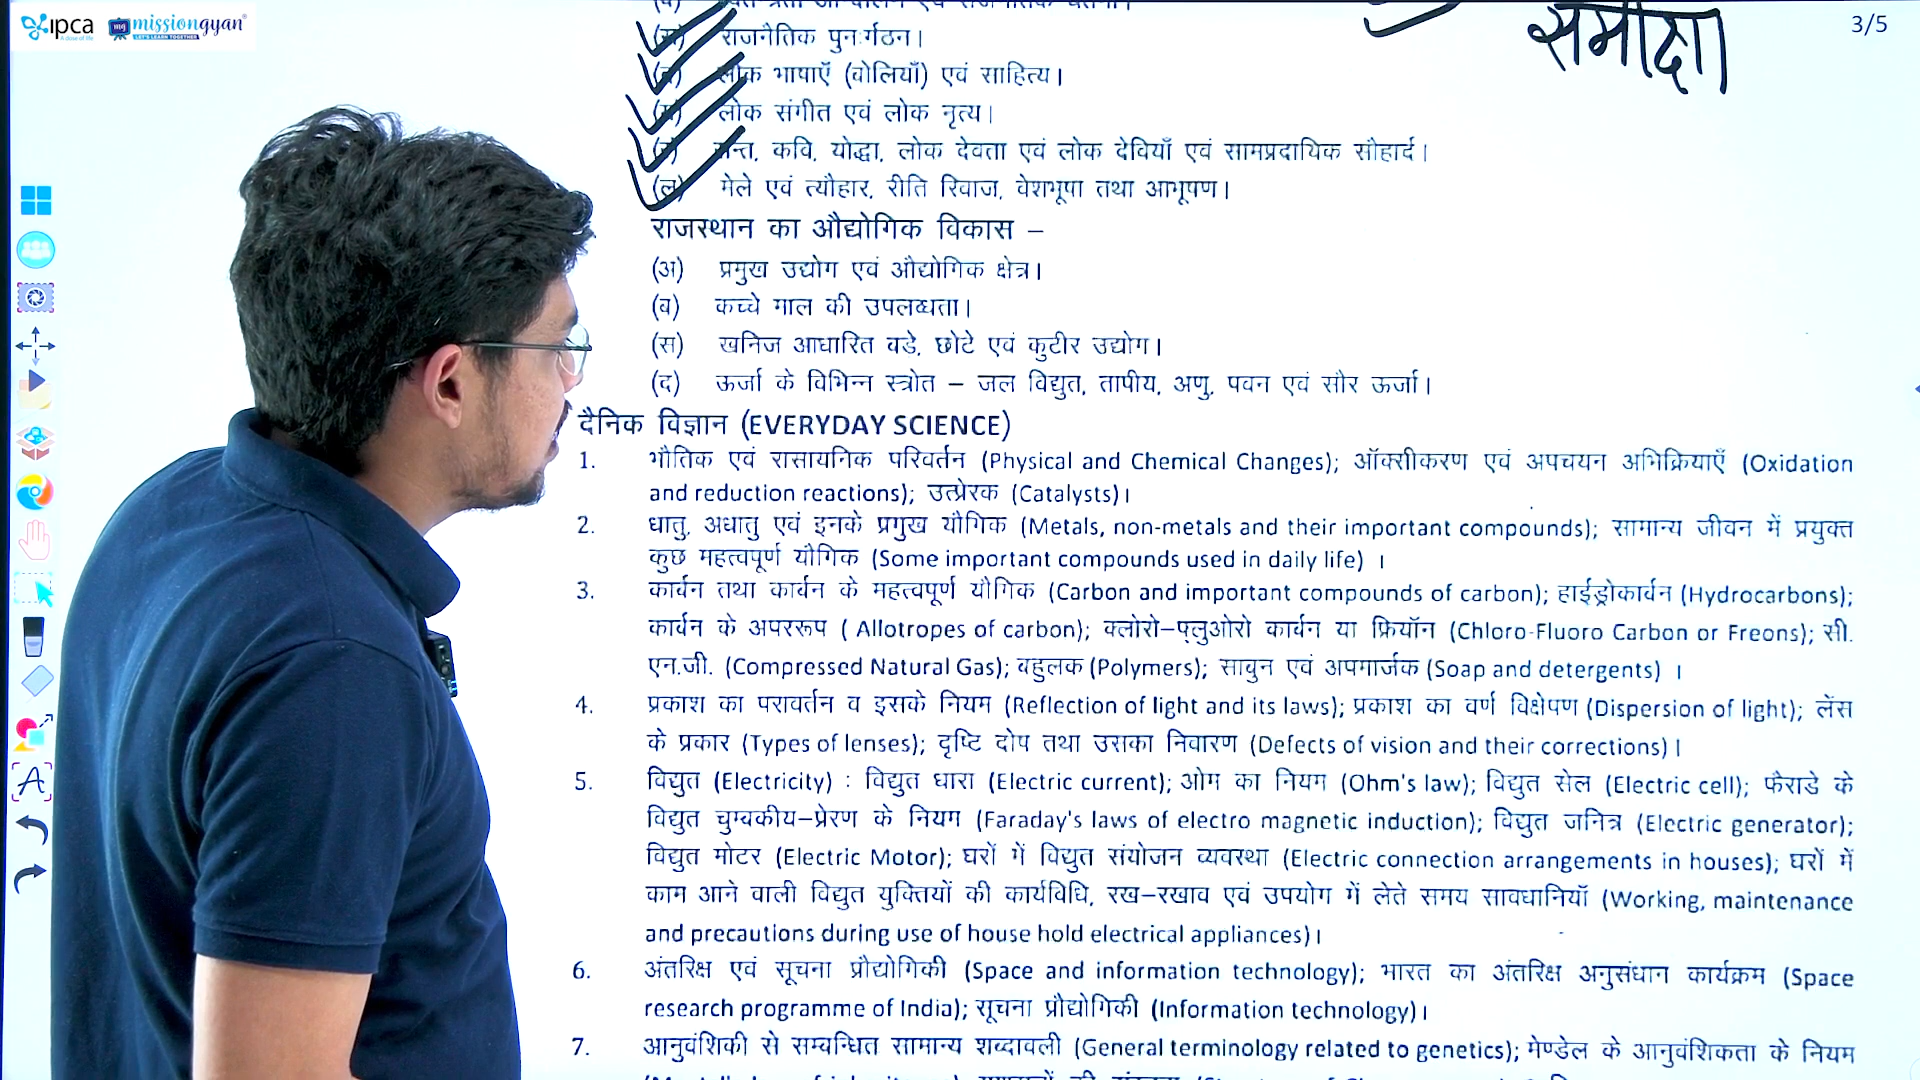 ipca
missiongyan
LET'S LEARN TOGETHER
समीक्षा
3/5
राजनैतिक पुनःर्गठन।
लोक भाषाएँ (बोलियाँ) एवं साहित्य।
लोक संगीत एवं लोक नृत्य।
सन्त, कवि, योद्धा, लोक देवता एवं लोक देवियाँ एवं सामप्रदायिक सौहार्द।
(ल) मेले एवं त्यौहार, रीति रिवाज, वेशभूषा तथा आभूषण।
राजस्थान का औद्योगिक विकास –
(अ) प्रमुख उद्योग एवं औद्योगिक क्षेत्र।
(ब) कच्चे माल की उपलब्धता।
(स) खनिज आधारित बडे, छोटे एवं कुटीर उद्योग।
(द) ऊर्जा के विभिन्न स्त्रोत – जल विद्युत, तापीय, अणु, पवन एवं सौर ऊर्जा।
दैनिक विज्ञान (EVERYDAY SCIENCE)
1. भौतिक एवं रासायनिक परिवर्तन (Physical and Chemical Changes); ऑक्सीकरण एवं अपचयन अभिक्रियाएँ (Oxidation
and reduction reactions); उत्प्रेरक (Catalysts)।
2. धातु, अधातु एवं इनके प्रमुख यौगिक (Metals, non-metals and their important compounds); सामान्य जीवन में प्रयुक्त
कुछ महत्वपूर्ण यौगिक (Some important compounds used in daily life) ।
3. कार्बन तथा कार्बन के महत्वपूर्ण यौगिक (Carbon and important compounds of carbon); हाईड्रोकार्बन (Hydrocarbons);
कार्बन के अपररूप ( Allotropes of carbon); क्लोरो–फ्लुओरो कार्बन या फ्रियॉन (Chloro-Fluoro Carbon or Freons); सी.
एन.जी. (Compressed Natural Gas); बहुलक (Polymers); साबुन एवं अपमार्जक (Soap and detergents) ।
4. प्रकाश का परावर्तन व इसके नियम (Reflection of light and its laws); प्रकाश का वर्ण विक्षेपण (Dispersion of light); लेंस
के प्रकार (Types of lenses); दृष्टि दोष तथा उसका निवारण (Defects of vision and their corrections)।
5. विद्युत (Electricity) : विद्युत धारा (Electric current); ओम का नियम (Ohm's law); विद्युत सेल (Electric cell); फैराडे के
विद्युत चुम्बकीय–प्रेरण के नियम (Faraday's laws of electro magnetic induction); विद्युत जनित्र (Electric generator);
विद्युत मोटर (Electric Motor); घरों में विद्युत संयोजन व्यवस्था (Electric connection arrangements in houses); घरों में
काम आने वाली विद्युत युक्तियों की कार्यविधि, रख–रखाव एवं उपयोग में लेते समय सावधानियॉ (Working, maintenance
and precautions during use of house hold electrical appliances)।
6. अंतरिक्ष एवं सूचना प्रौद्योगिकी (Space and information technology); भारत का अंतरिक्ष अनुसंधान कार्यक्रम (Space
research programme of India); सूचना प्रौद्योगिकी (Information technology)।
7. आनुवंशिकी से सम्बन्धित सामान्य शब्दावली (General terminology related to genetics); मेण्डेल के आनुवंशिकता के नियम